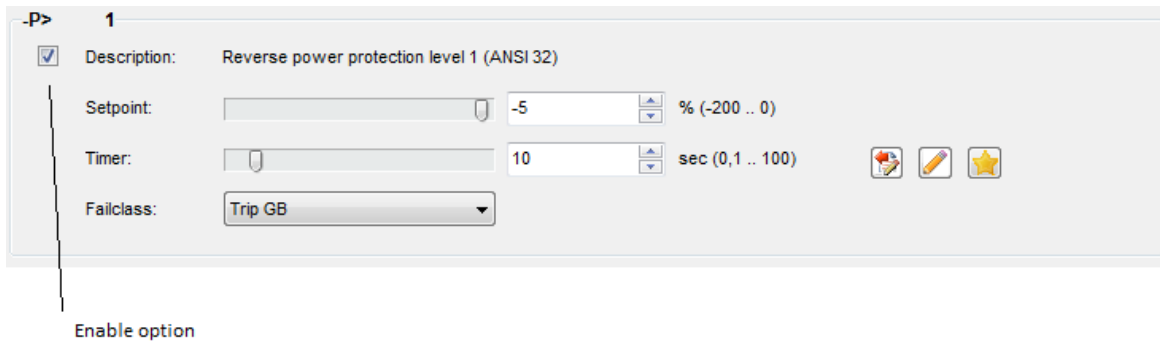 -P> 1
Description: Reverse power protection level 1 (ANSI 32)
Setpoint: -5 % (-200 .. 0)
Timer: 10 sec (0,1 .. 100)
Failclass: Trip GB
Enable option